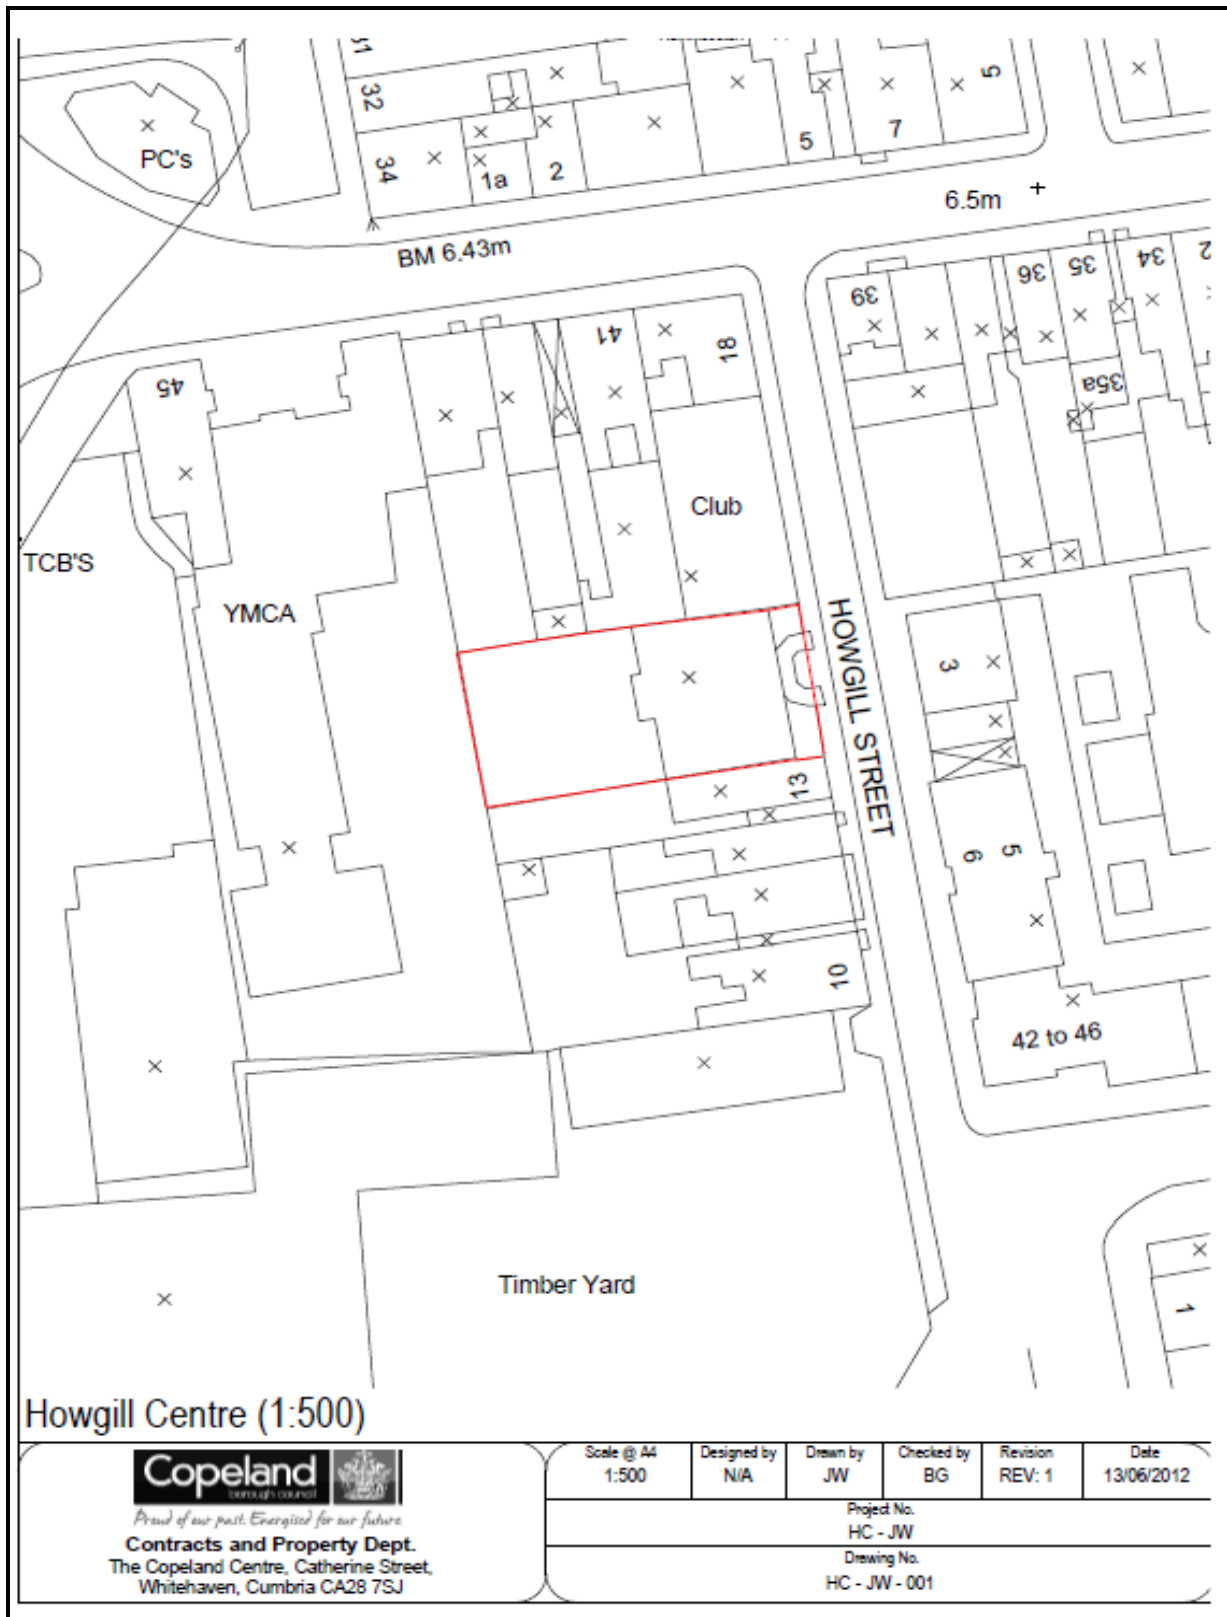 31
32
34
PC's
1a
2
5
7
5
6.5m
BM 6.43m
39
36
35
34
2
35a
45
41
18
Club
TCB'S
YMCA
HOWGILL STREET
3
13
5
6
10
42 to 46
Timber Yard
1
Howgill Centre (1:500)
Copeland
borough council
Proud of our past. Energised for our future
Contracts and Property Dept.
The Copeland Centre, Catherine Street,
Whitehaven, Cumbria CA28 7SJ
Scale @ A4
1:500
Designed by
N/A
Drawn by
JW
Checked by
BG
Revision
REV: 1
Date
13/06/2012
Project No.
HC - JW
Drawing No.
HC - JW - 001